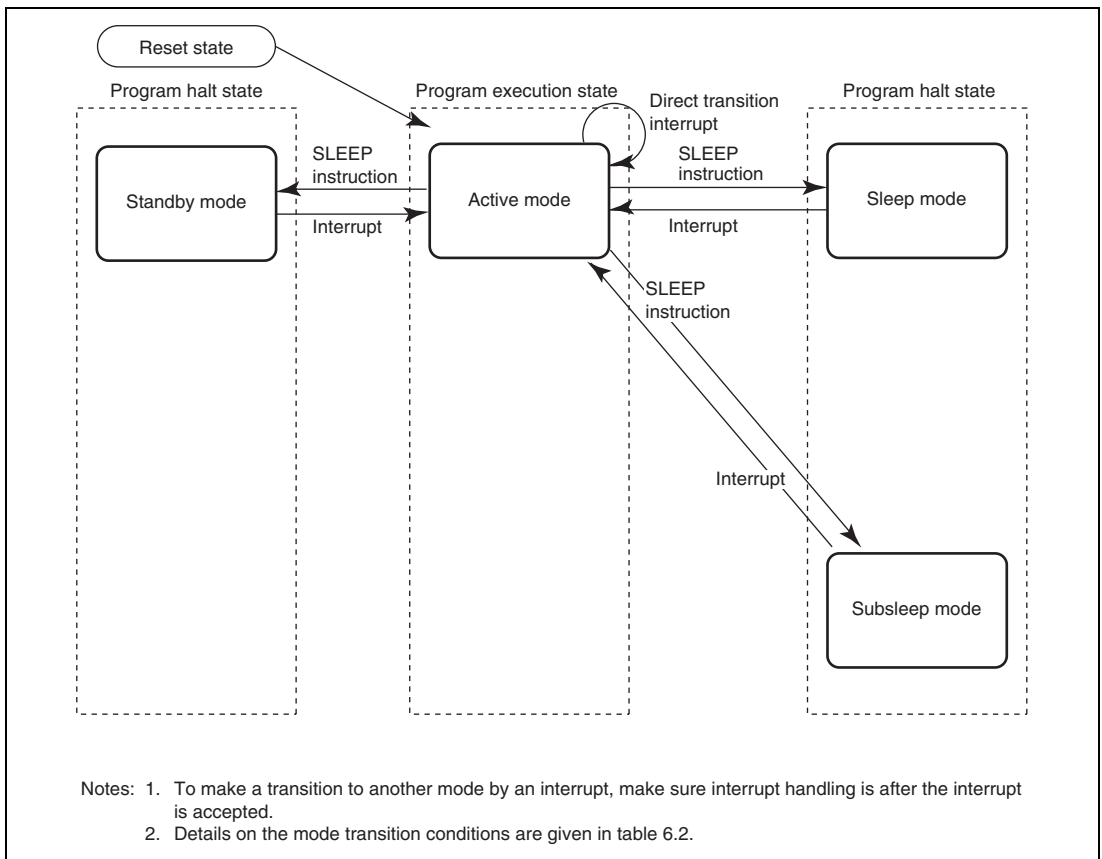 Reset state
Program halt state
Program execution state
Program halt state
Direct transition
interrupt
SLEEP
instruction
SLEEP
instruction
Standby mode
Active mode
Sleep mode
Interrupt
Interrupt
SLEEP
instruction
Interrupt
Subsleep mode
Notes: 1. To make a transition to another mode by an interrupt, make sure interrupt handling is after the interrupt
is accepted.
2. Details on the mode transition conditions are given in table 6.2.